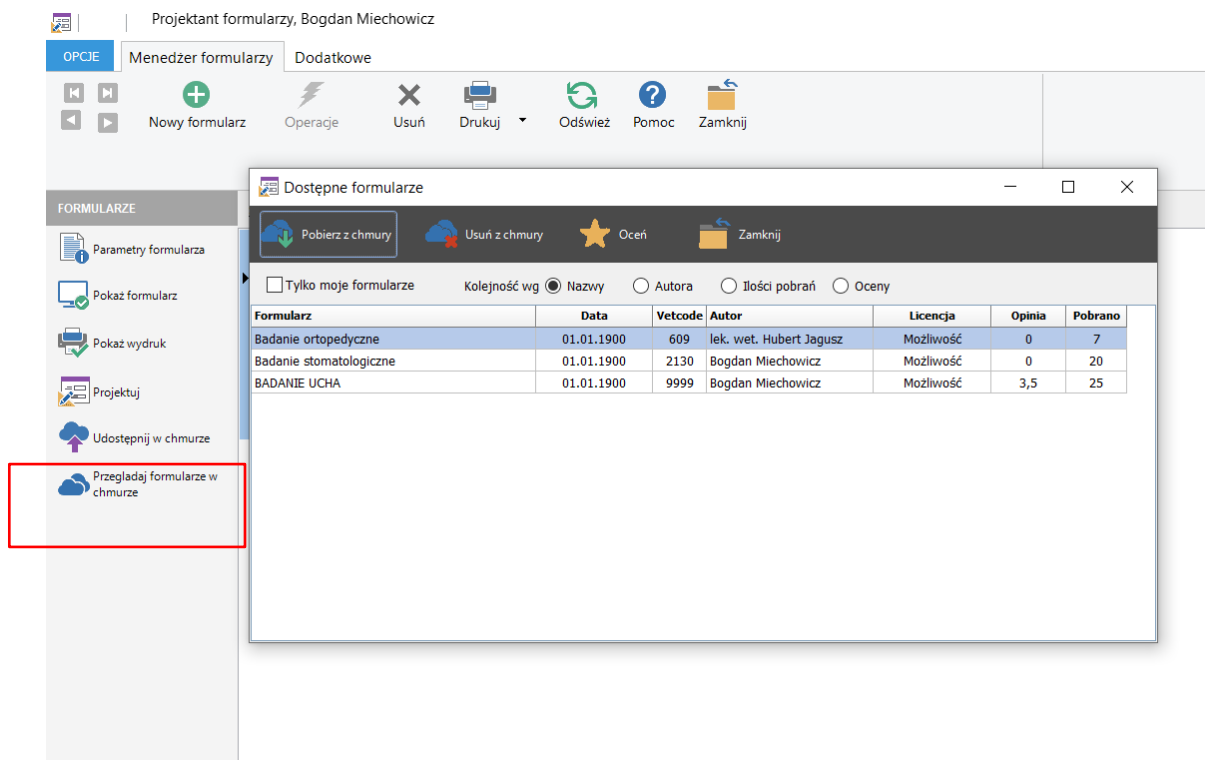 Projektant formularzy, Bogdan Miechowicz
OPCJE Menedżer formularzy Dodatkowe
Nowy formularz Operacje Usuń Drukuj Odśwież Pomoc Zamknij
Dostępne formularze
FORMULARZE
Pobierz z chmury Usuń z chmury Oceń Zamknij
Parametry formularza
Tylko moje formularze Kolejność wg Nazwy Autora Ilości pobrań Oceny
Pokaż formularz
Formularz Data Vetcode Autor Licencja Opinia Pobrano
Badanie ortopedyczne 01.01.1900 609 lek. wet. Hubert Jagusz Możliwość 0 7
Pokaż wydruk
Badanie stomatologiczne 01.01.1900 2130 Bogdan Miechowicz Możliwość 0 20
BADANIE UCHA 01.01.1900 9999 Bogdan Miechowicz Możliwość 3,5 25
Projektuj
Udostępnij w chmurze
Przegladaj formularze w
chmurze